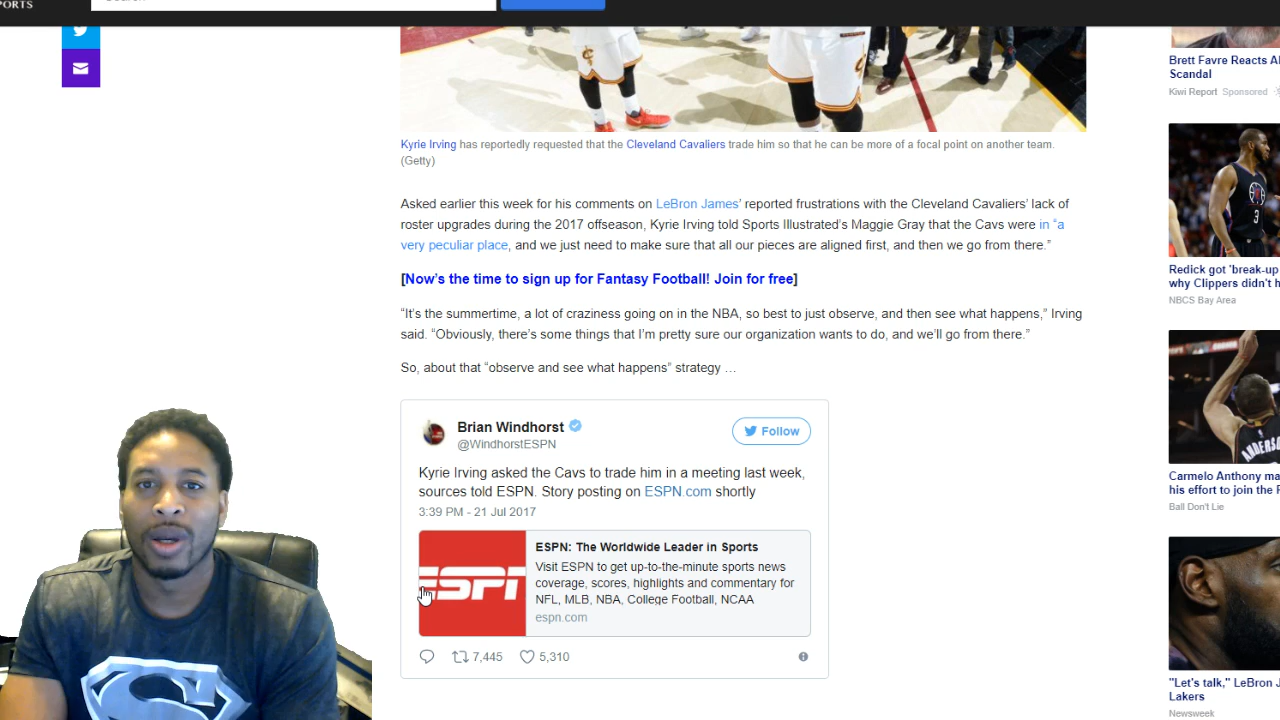 PORTS
Kyrie Irving has reportedly requested that the Cleveland Cavaliers trade him so that he can be more of a focal point on another team.
(Getty)
Asked earlier this week for his comments on LeBron James' reported frustrations with the Cleveland Cavaliers' lack of
roster upgrades during the 2017 offseason, Kyrie Irving told Sports Illustrated's Maggie Gray that the Cavs were in “a
very peculiar place, and we just need to make sure that all our pieces are aligned first, and then we go from there.”
[Now's the time to sign up for Fantasy Football! Join for free]
“It's the summertime, a lot of craziness going on in the NBA, so best to just observe, and then see what happens,” Irving
said. “Obviously, there's some things that I'm pretty sure our organization wants to do, and we'll go from there.”
So, about that “observe and see what happens” strategy …
Brian Windhorst
@WindhorstESPN
Follow
Kyrie Irving asked the Cavs to trade him in a meeting last week,
sources told ESPN. Story posting on ESPN.com shortly
3:39 PM - 21 Jul 2017
ESPN
ESPN: The Worldwide Leader in Sports
Visit ESPN to get up-to-the-minute sports news
coverage, scores, highlights and commentary for
NFL, MLB, NBA, College Football, NCAA
espn.com
7,445
5,310
Brett Favre Reacts
Scandal
Kiwi Report Sponsored
3
Redick got 'break-up
why Clippers didn't
NBCS Bay Area
ANDERS
Carmelo Anthony
his effort to join the
Ball Don't Lie
"Let's talk," LeBron J
Lakers
Newsweek
S